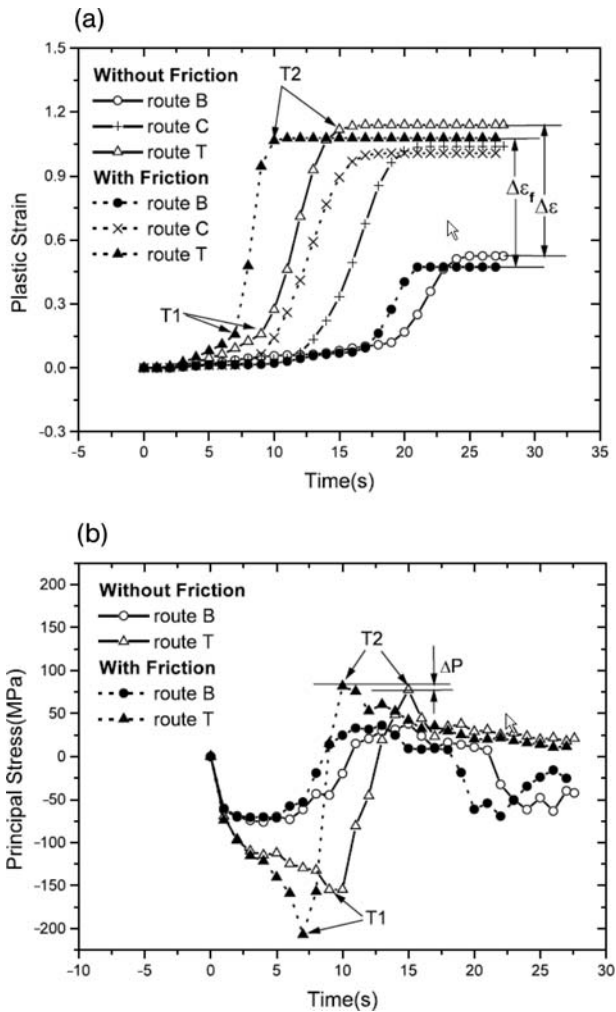 (a)
Plastic Strain
1.5
1.2
0.9
0.6
0.3
0.0
-0.3
Without Friction
route B
route C
route T
With Friction
route B
route C
route T
T2
T1
Δεf
Δε
-5 0 5 10 15 20 25 30 35
Time(s)
(b)
Principal Stress(MPa)
200
150
100
50
0
-50
-100
-150
-200
Without Friction
route B
route T
With Friction
route B
route T
T2
ΔP
T1
-10 -5 0 5 10 15 20 25 30
Time(s)